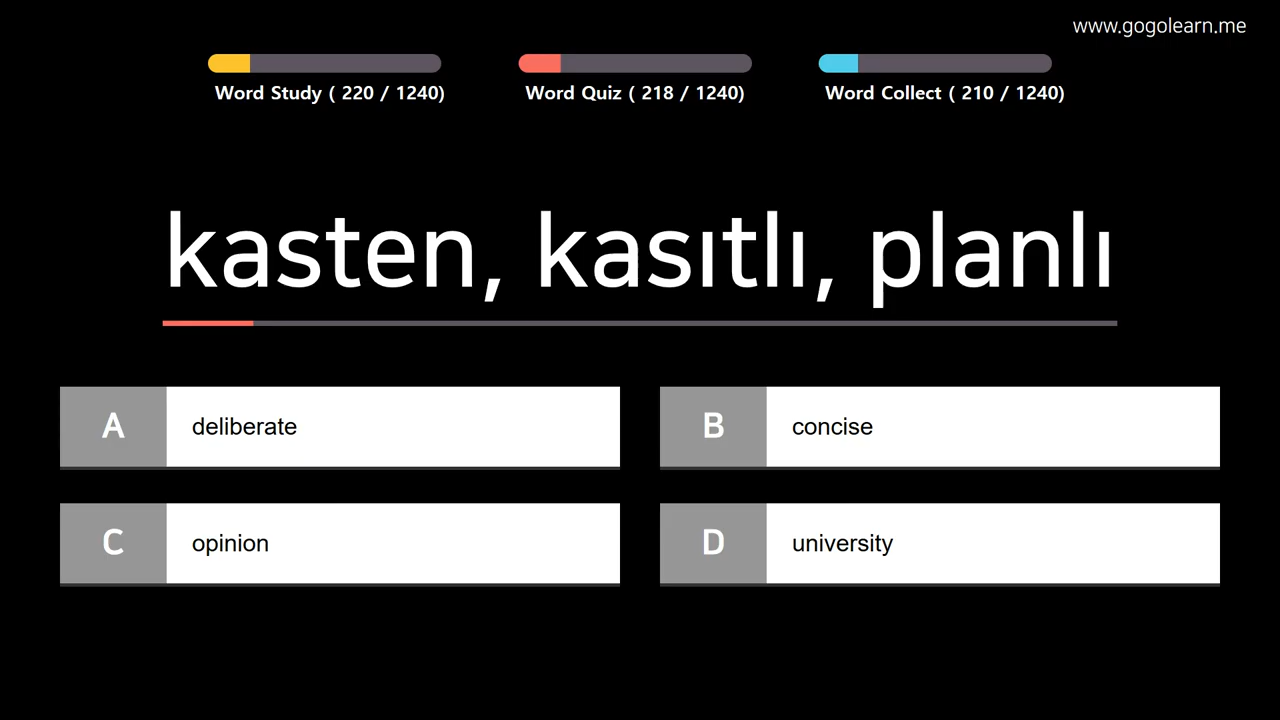 www.gogolearn.me
Word Study ( 220 / 1240)
Word Quiz ( 218 / 1240)
Word Collect ( 210 / 1240)
kasten, kasıtlı, planlı
A deliberate
B concise
C opinion
D university